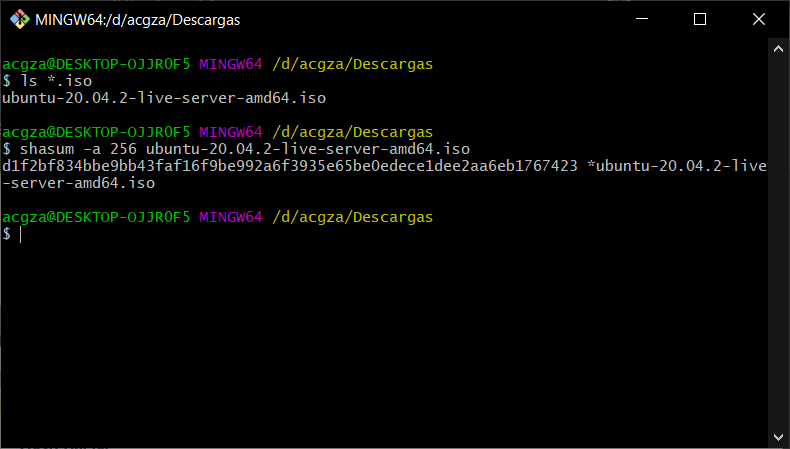 MINGW64:/d/acgza/Descargas
acgza@DESKTOP-OJJR0F5 MINGW64 /d/acgza/Descargas
$ ls *.iso
ubuntu-20.04.2-live-server-amd64.iso
acgza@DESKTOP-OJJR0F5 MINGW64 /d/acgza/Descargas
$ shasum -a 256 ubuntu-20.04.2-live-server-amd64.iso
d1f2bf834bbe9bb43faf16f9be992a6f3935e65be0edece1dee2aa6eb1767423 *ubuntu-20.04.2-live
-server-amd64.iso
acgza@DESKTOP-OJJR0F5 MINGW64 /d/acgza/Descargas
$